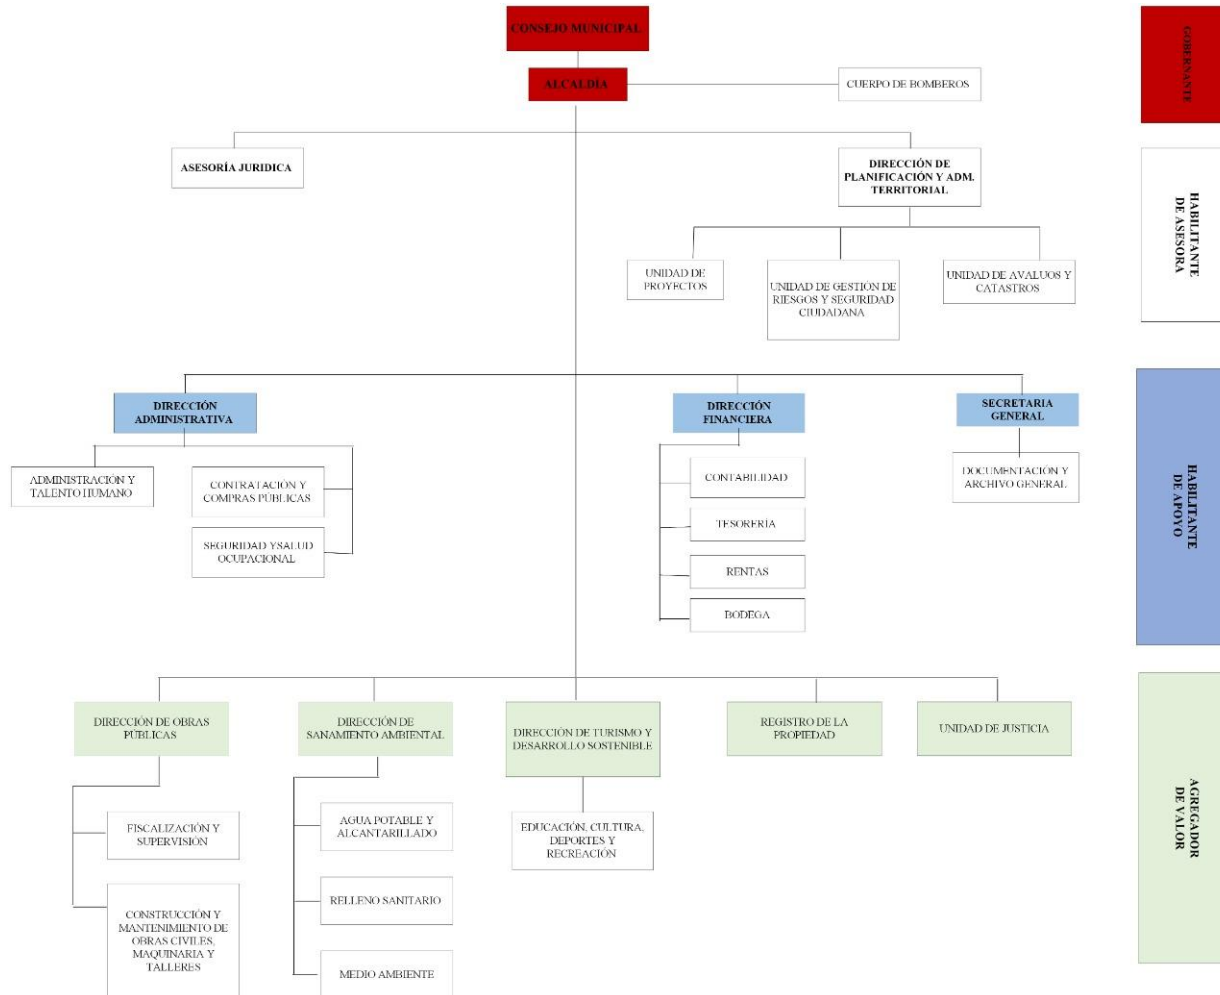 CONSEJO MUNICIPAL
ALCALDÍA
CUERPO DE BOMBEROS
GOBERNANTE
ASESORÍA JURIDICA
DIRECCIÓN DE
PLANIFICACIÓN Y ADM.
TERRITORIAL
UNIDAD DE
PROYECTOS
UNIDAD DE GESTIÓN DE
RIESGOS Y SEGURIDAD
CIUDADANA
UNIDAD DE AVALUOS Y
CATASTROS
HABILITANTE
DE ASESORA
DIRECCIÓN
ADMINISTRATIVA
DIRECCIÓN
FINANCIERA
SECRETARIA
GENERAL
ADMINISTRACIÓN Y
TALENTO HUMANO
CONTRATACIÓN Y
COMPRAS PÚBLICAS
SEGURIDAD YSALUD
OCUPACIONAL
CONTABILIDAD
TESORERÍA
RENTAS
BODEGA
DOCUMENTACIÓN Y
ARCHIVO GENERAL
HABILITANTE
DE APOYO
DIRECCIÓN DE OBRAS
PÚBLICAS
DIRECCIÓN DE
SANAMIENTO AMBIENTAL
DIRECCIÓN DE TURISMO Y
DESARROLLO SOSTENIBLE
REGISTRO DE LA
PROPIEDAD
UNIDAD DE JUSTICIA
FISCALIZACIÓN Y
SUPERVISIÓN
CONSTRUCCIÓN Y
MANTENIMIENTO DE
OBRAS CIVILES,
MAQUINARIA Y
TALLERES
AGUA POTABLE Y
ALCANTARILLADO
RELLENO SANITARIO
MEDIO AMBIENTE
EDUCACIÓN, CULTURA,
DEPORTES Y
RECREACIÓN
AGREGADOR
DE VALOR